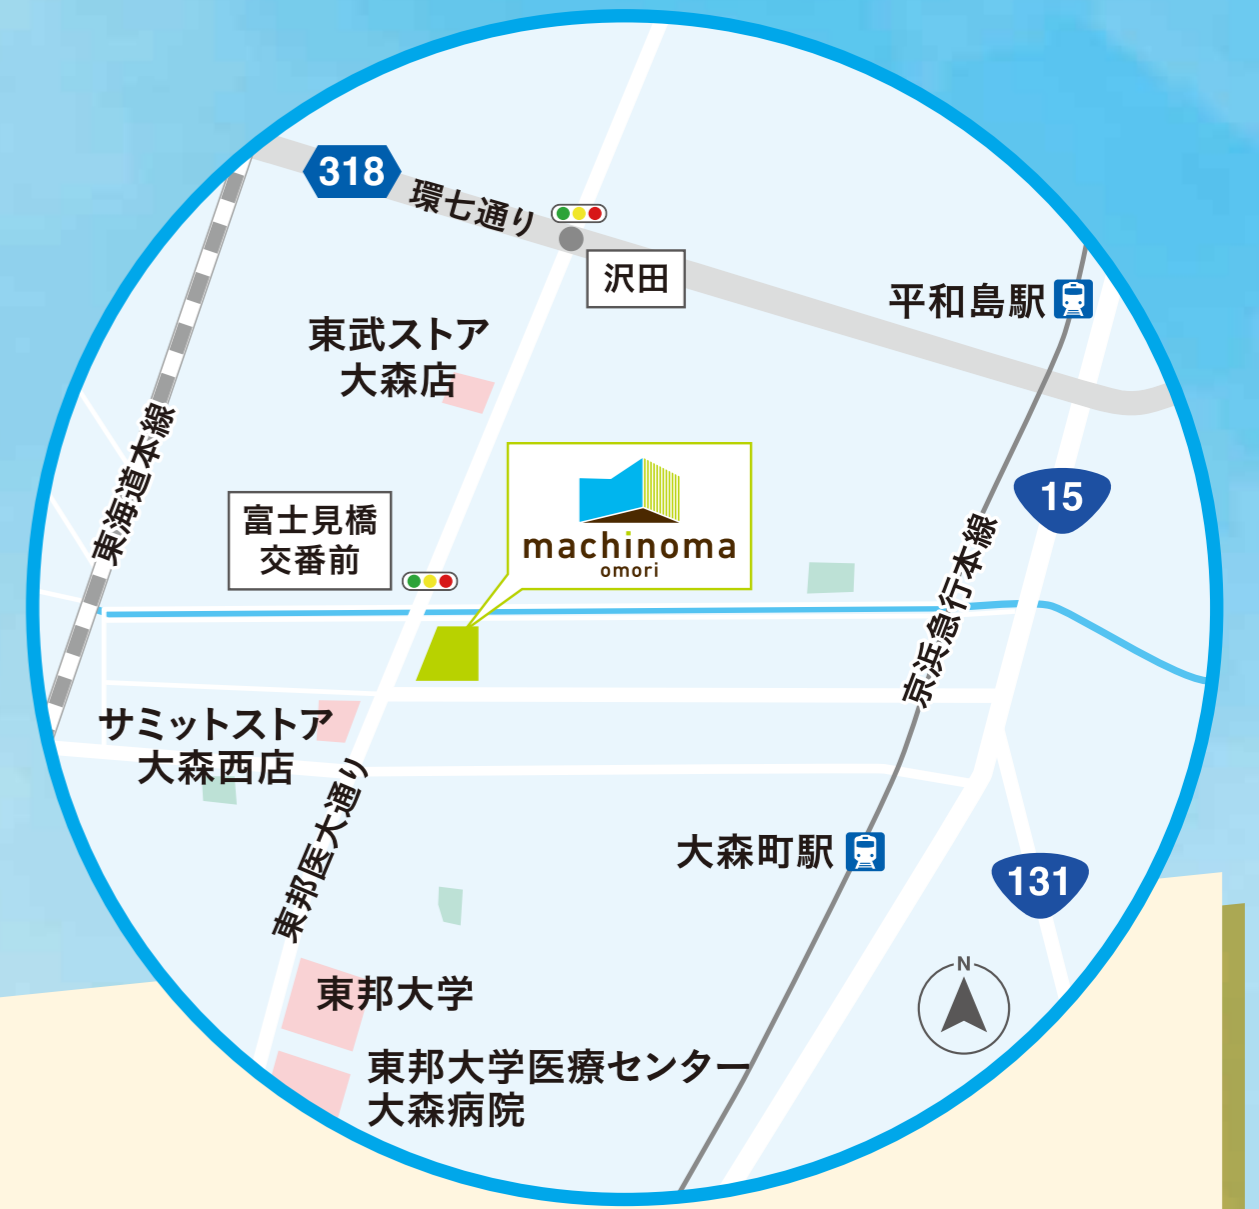 318
環七通り
沢田
平和島駅
東武ストア
大森店
東海道本線
machinoma
omori
富士見橋
交番前
15
京浜急行本線
サミットストア
大森西店
東邦医大通り
大森町駅
131
N
東邦大学
東邦大学医療センター
大森病院